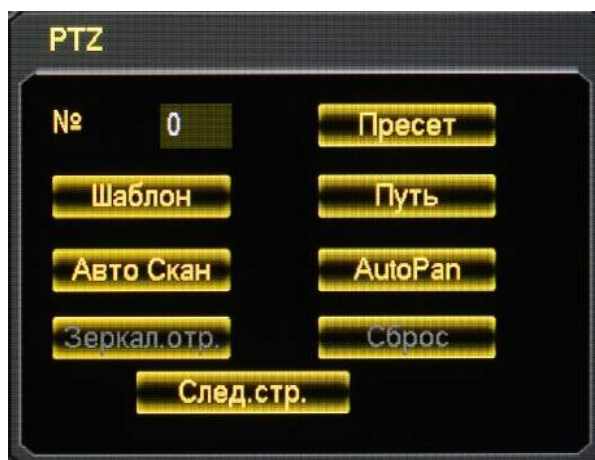 PTZ
№ 0 Пресет
Шаблон Путь
Авто Скан AutoPan
Зеркал.отр. Сброс
След.стр.